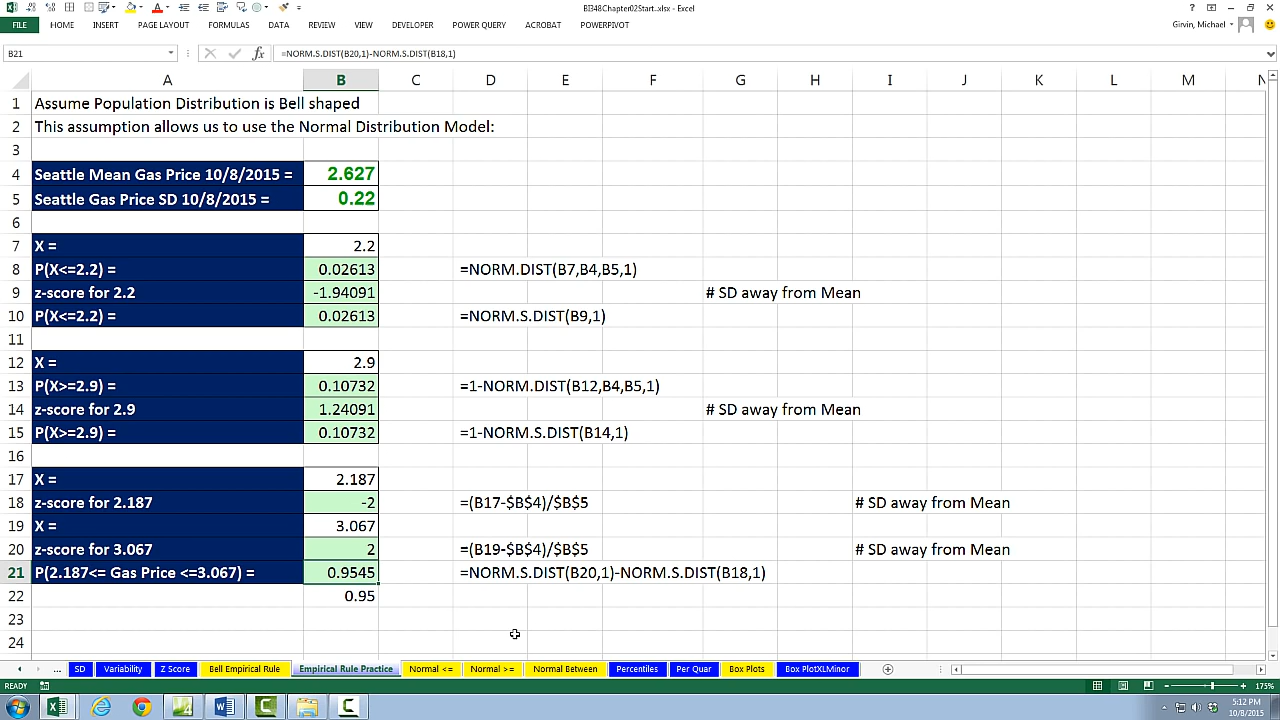 BI348Chapter02Start..xlsx - Excel
FILE HOME INSERT PAGE LAYOUT FORMULAS DATA REVIEW VIEW DEVELOPER POWER QUERY ACROBAT POWERPIVOT Girvin, Michael
B21 =NORM.S.DIST(B20,1)-NORM.S.DIST(B18,1)
A B C D E F G H I J K L M N
1 Assume Population Distribution is Bell shaped
2 This assumption allows us to use the Normal Distribution Model:
3
4 Seattle Mean Gas Price 10/8/2015 = 2.627
5 Seattle Gas Price SD 10/8/2015 = 0.22
6
7 X = 2.2
8 P(X<=2.2) = 0.02613 =NORM.DIST(B7,B4,B5,1)
9 z-score for 2.2 -1.94091 # SD away from Mean
10 P(X<=2.2) = 0.02613 =NORM.S.DIST(B9,1)
11
12 X = 2.9
13 P(X>=2.9) = 0.10732 =1-NORM.DIST(B12,B4,B5,1)
14 z-score for 2.9 1.24091 # SD away from Mean
15 P(X>=2.9) = 0.10732 =1-NORM.S.DIST(B14,1)
16
17 X = 2.187
18 z-score for 2.187 -2 =(B17-$B$4)/$B$5 # SD away from Mean
19 X = 3.067
20 z-score for 3.067 2 =(B19-$B$4)/$B$5 # SD away from Mean
21 P(2.187<= Gas Price <=3.067) = 0.9545 =NORM.S.DIST(B20,1)-NORM.S.DIST(B18,1)
22 0.95
23
24
... SD Variability Z Score Bell Empirical Rule Empirical Rule Practice Normal <= Normal >= Normal Between Percentiles Per Quar Box Plots Box PlotXLMinor
READY 175%
5:12 PM
10/8/2015